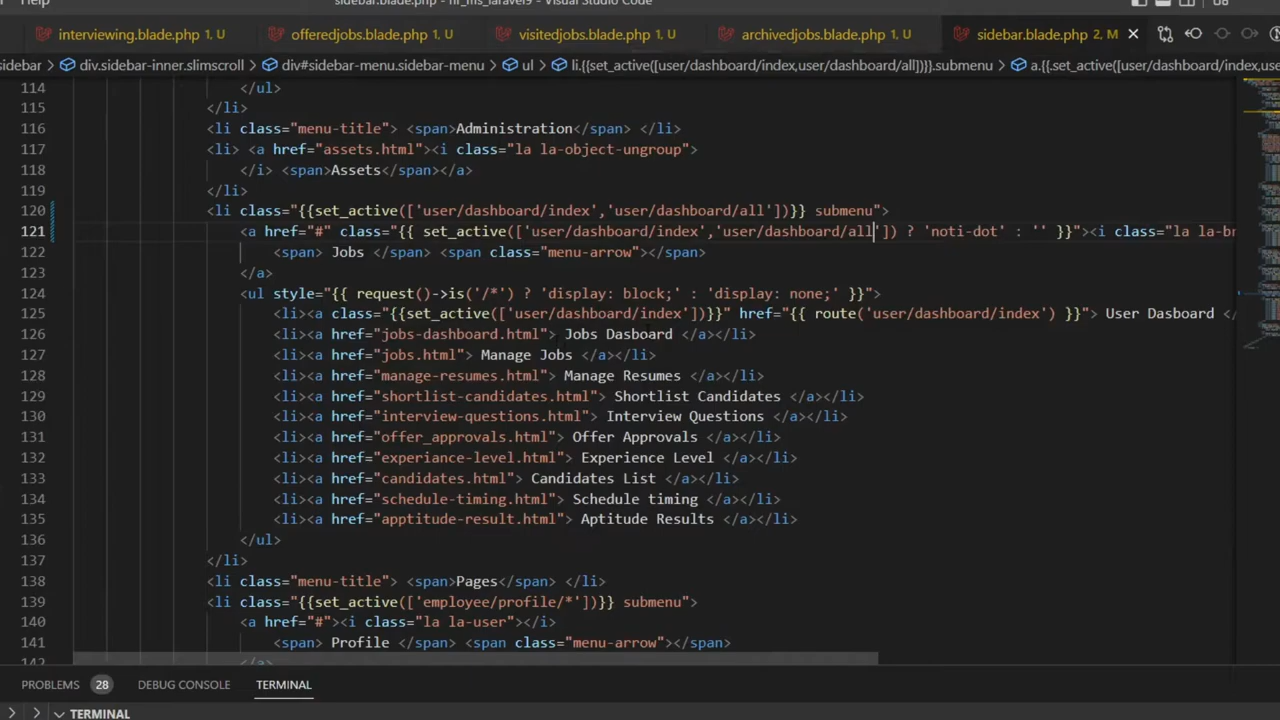 Help
sidebar.blade.php - hr_ms_laravel9 - Visual Studio Code
interviewing.blade.php 1, U offeredjobs.blade.php 1, U visitedjobs.blade.php 1, U archivedjobs.blade.php 1, U sidebar.blade.php 2, M
sidebar > div.sidebar-inner.slimscroll > div#sidebar-menu.sidebar-menu > ul > li.{{set_active([user/dashboard/index,user/dashboard/all])}}.submenu > a.{{.set_active([user/dashboard/index,use
114 </ul>
115 </li>
116 <li class="menu-title"> <span>Administration</span> </li>
117 <li> <a href="assets.html"><i class="la la-object-ungroup">
118 </i> <span>Assets</span></a>
119 </li>
120 <li class="{{set_active(['user/dashboard/index','user/dashboard/all'])}} submenu">
121 <a href="#" class="{{ set_active(['user/dashboard/index','user/dashboard/all']) ? 'noti-dot' : '' }}"><i class="la la-br
122 <span> Jobs </span> <span class="menu-arrow"></span>
123 </a>
124 <ul style="{{ request()->is('/*') ? 'display: block;' : 'display: none;' }}">
125 <li><a class="{{set_active(['user/dashboard/index'])}}" href="{{ route('user/dashboard/index') }}"> User Dasboard </
126 <li><a href="jobs-dashboard.html"> Jobs Dasboard </a></li>
127 <li><a href="jobs.html"> Manage Jobs </a></li>
128 <li><a href="manage-resumes.html"> Manage Resumes </a></li>
129 <li><a href="shortlist-candidates.html"> Shortlist Candidates </a></li>
130 <li><a href="interview-questions.html"> Interview Questions </a></li>
131 <li><a href="offer_approvals.html"> Offer Approvals </a></li>
132 <li><a href="experiance-level.html"> Experience Level </a></li>
133 <li><a href="candidates.html"> Candidates List </a></li>
134 <li><a href="schedule-timing.html"> Schedule timing </a></li>
135 <li><a href="apptitude-result.html"> Aptitude Results </a></li>
136 </ul>
137 </li>
138 <li class="menu-title"> <span>Pages</span> </li>
139 <li class="{{set_active(['employee/profile/*'])}} submenu">
140 <a href="#"><i class="la la-user"></i>
141 <span> Profile </span> <span class="menu-arrow"></span>
142 </a>
PROBLEMS 28 DEBUG CONSOLE TERMINAL
TERMINAL